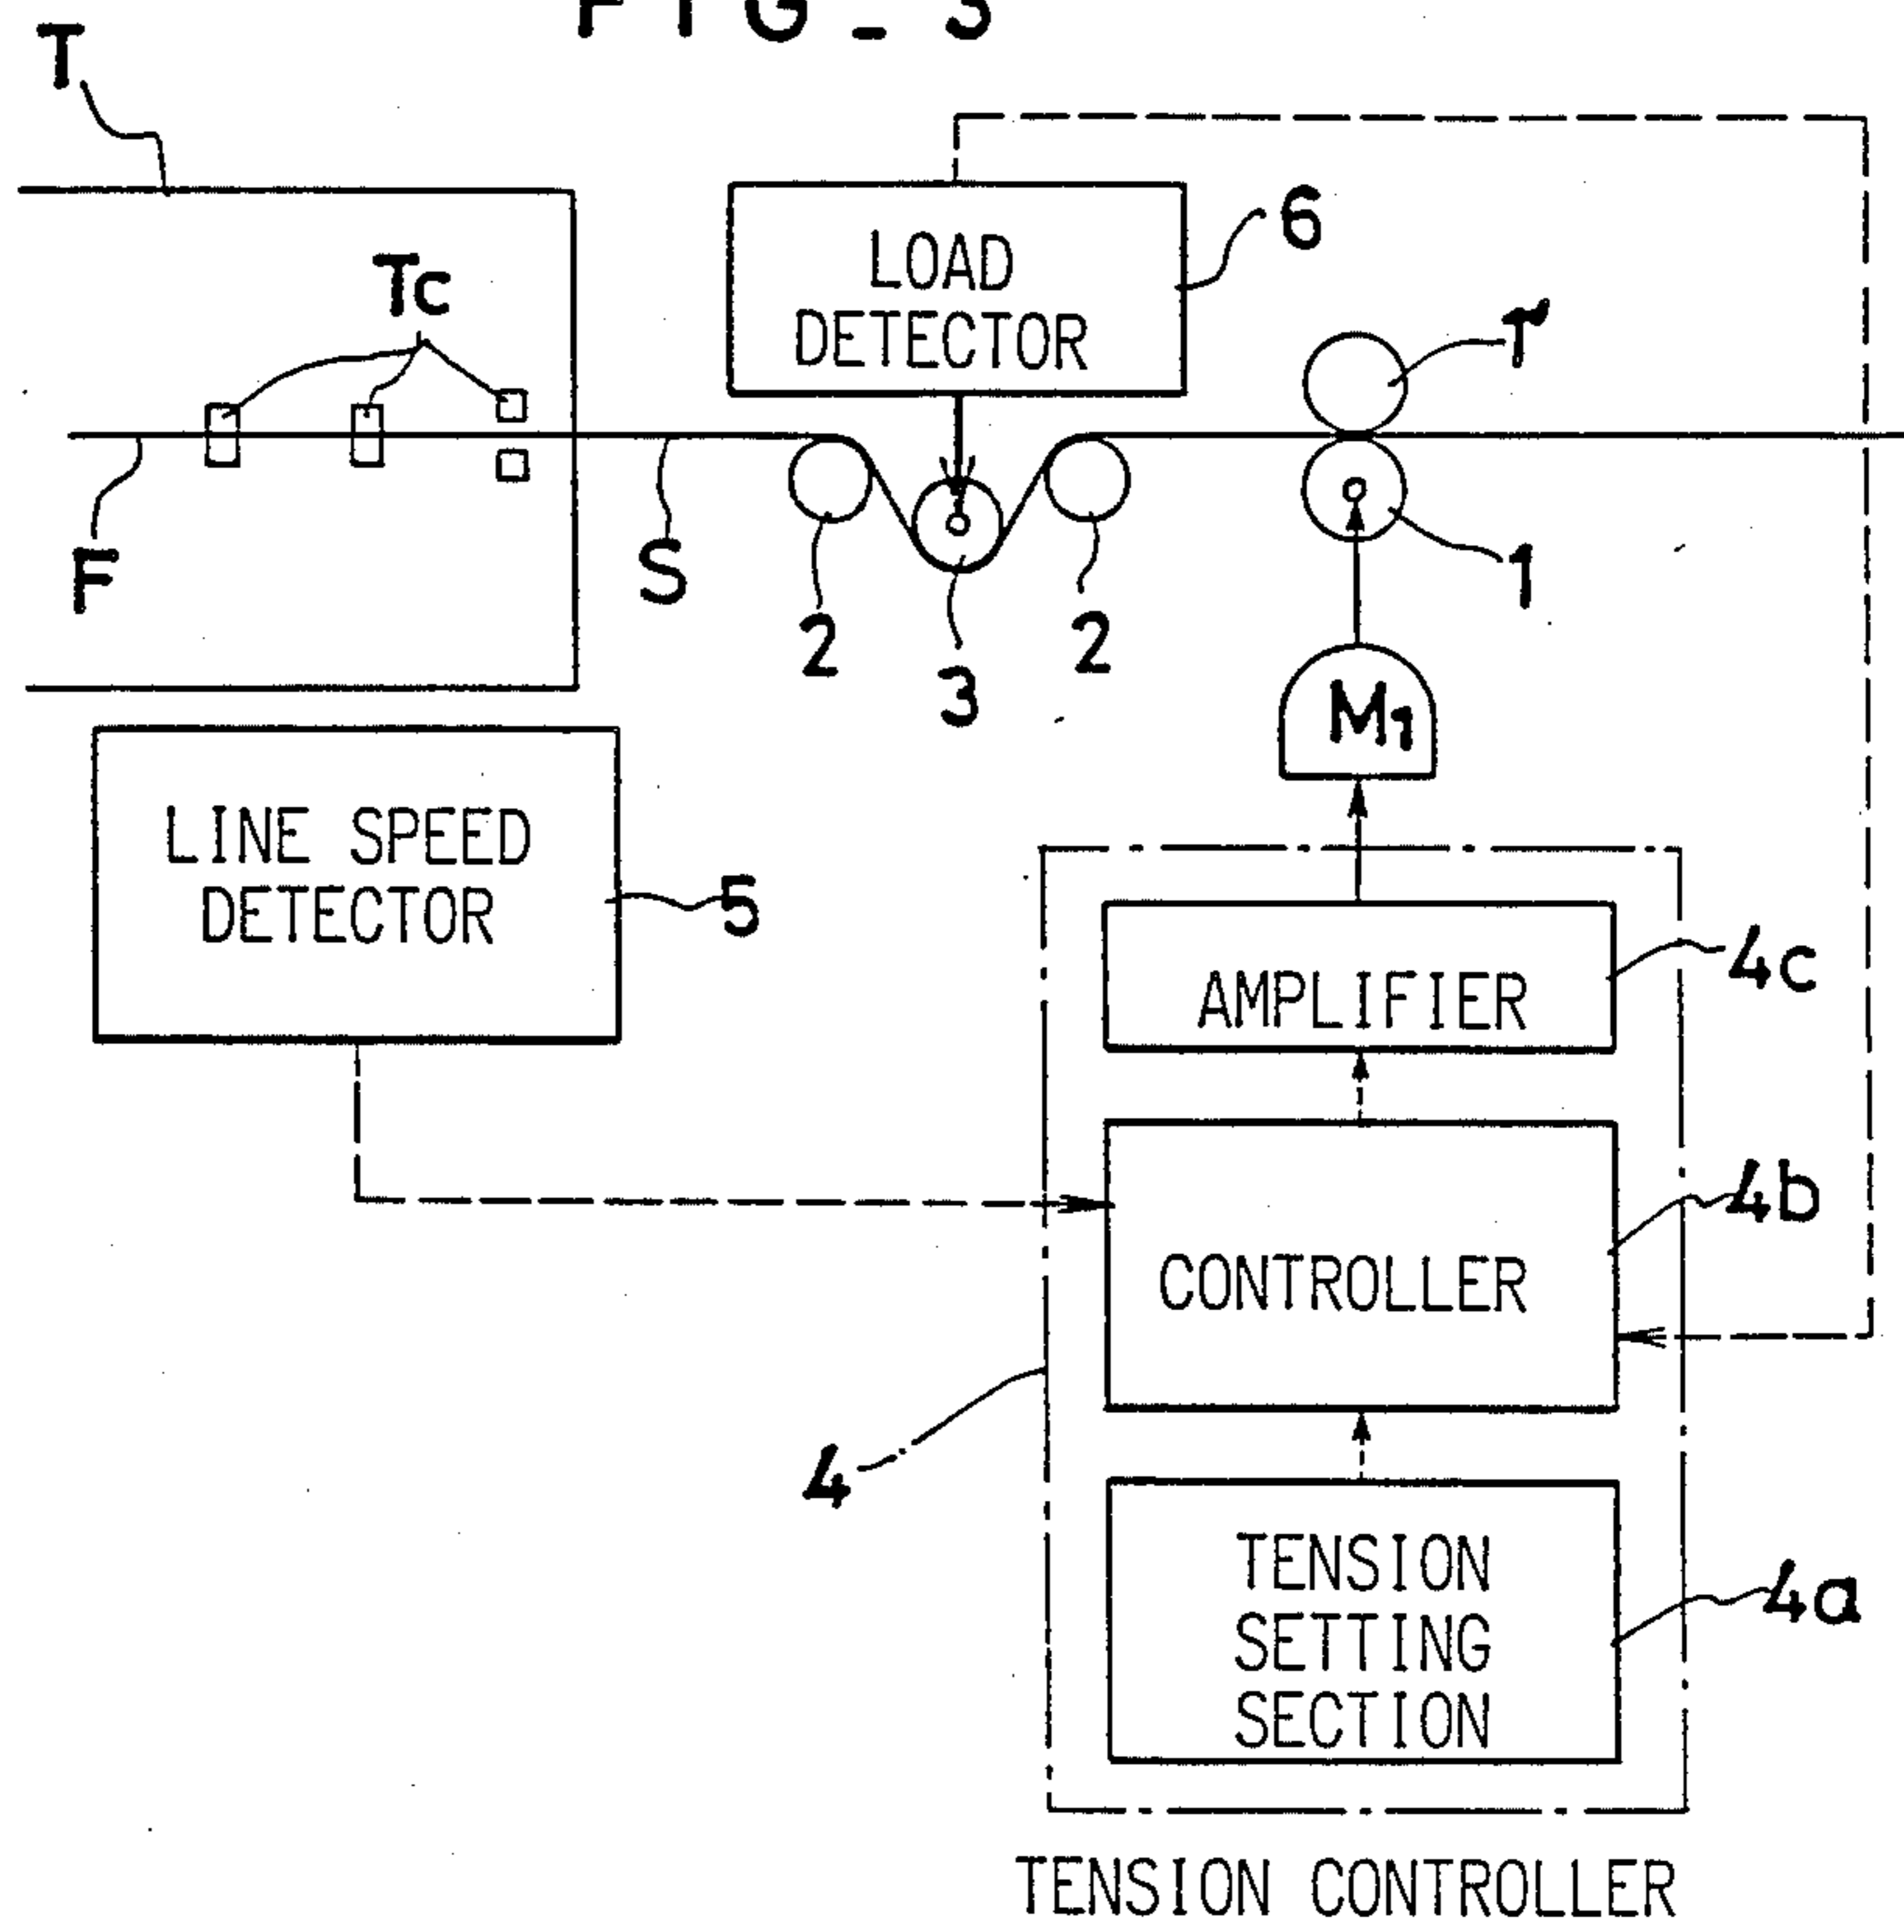 FIG_3
T
LOAD
DETECTOR
6
Tc
1'
F
S
2
3
2
1
M1
LINE SPEED
DETECTOR
5
AMPLIFIER
4c
CONTROLLER
4b
4
TENSION
SETTING
SECTION
4a
TENSION CONTROLLER